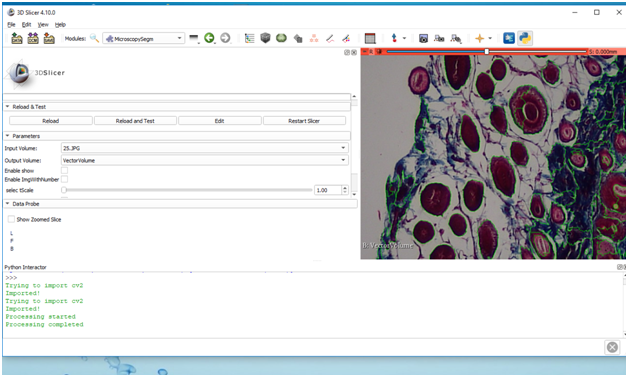 3D Slicer 4.10.0
File Edit View Help
DATA DCM SAVE Modules: MicroscopySegm
S: 0.000mm
3DSlicer
Reload & Test
Reload Reload and Test Edit Restart Slicer
Parameters
Input Volume: 25.JPG
Output Volume: VectorVolume
Enable show
Enable ImgWithNumber
selec tScale 1.00
Data Probe
Show Zoomed Slice
L
F
B
B: VectorVolume
Python Interactor
>>>
Trying to import cv2
Imported!
Trying to import cv2
Imported!
Processing started
Processing completed